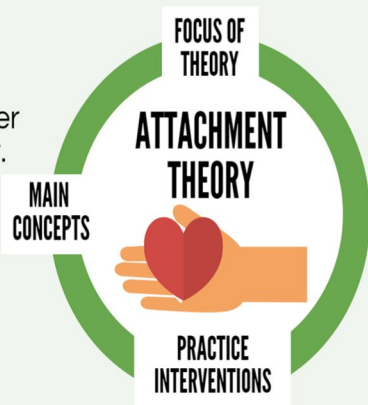 FOCUS OF
THEORY
ATTACHMENT
THEORY
MAIN
CONCEPTS
PRACTICE
INTERVENTIONS